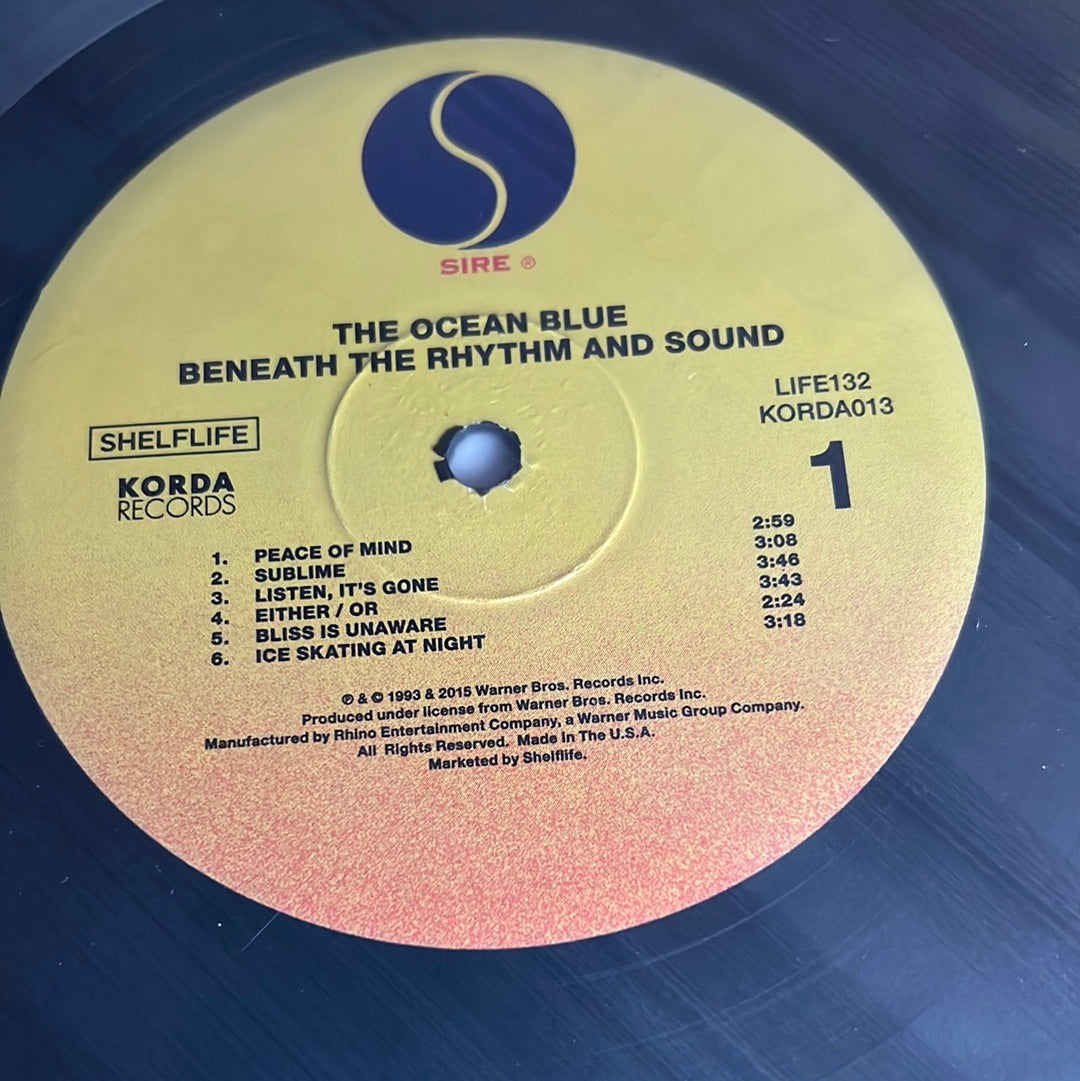 SIRE ®
THE OCEAN BLUE
BENEATH THE RHYTHM AND SOUND
LIFE132
KORDA013
SHELFLIFE
1
KORDA
RECORDS
1. PEACE OF MIND 2:59
2. SUBLIME 3:08
3. LISTEN, IT'S GONE 3:46
4. EITHER / OR 3:43
5. BLISS IS UNAWARE 2:24
6. ICE SKATING AT NIGHT 3:18
℗ & © 1993 & 2015 Warner Bros. Records Inc.
Produced under license from Warner Bros. Records Inc.
Manufactured by Rhino Entertainment Company, a Warner Music Group Company.
All Rights Reserved. Made In The U.S.A.
Marketed by Shelflife.